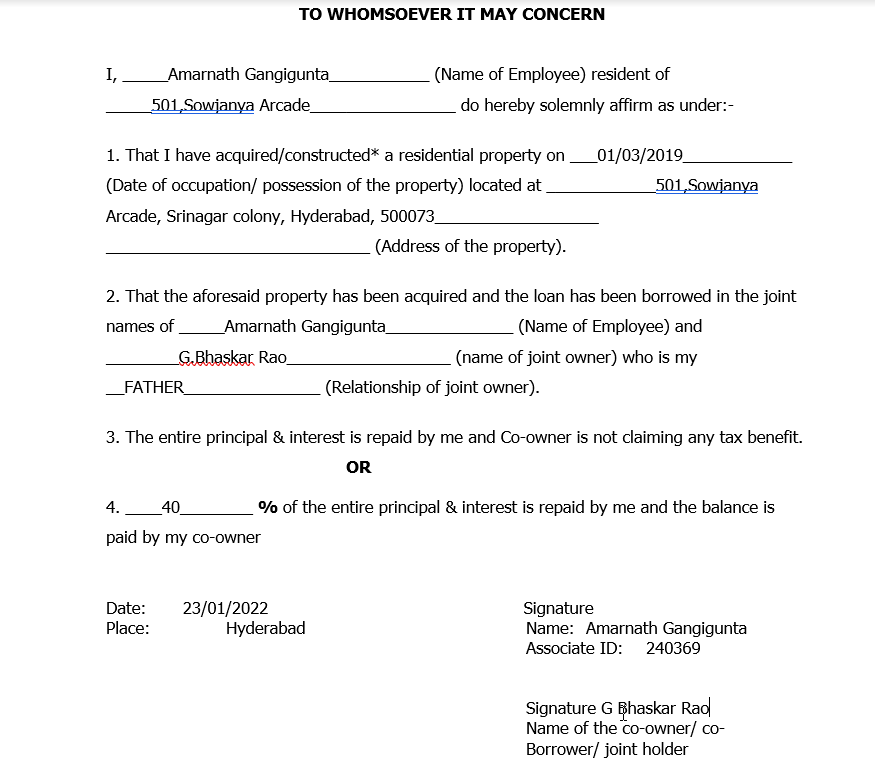 TO WHOMSOEVER IT MAY CONCERN
I, _____Amarnath Gangigunta___________ (Name of Employee) resident of
_____501,Sowjanya Arcade________________ do hereby solemnly affirm as under:-
1. That I have acquired/constructed* a residential property on ___01/03/2019____________
(Date of occupation/ possession of the property) located at ____________501,Sowjanya
Arcade, Srinagar colony, Hyderabad, 500073__________________
_____________________________ (Address of the property).
2. That the aforesaid property has been acquired and the loan has been borrowed in the joint
names of _____Amarnath Gangigunta______________ (Name of Employee) and
________G.Bhaskar Rao__________________ (name of joint owner) who is my
__FATHER_______________ (Relationship of joint owner).
3. The entire principal & interest is repaid by me and Co-owner is not claiming any tax benefit.
OR
4. ____40________ % of the entire principal & interest is repaid by me and the balance is
paid by my co-owner
Date: 23/01/2022 Signature
Place: Hyderabad Name: Amarnath Gangigunta
Associate ID: 240369
Signature G Bhaskar Rao
Name of the co-owner/ co-
Borrower/ joint holder